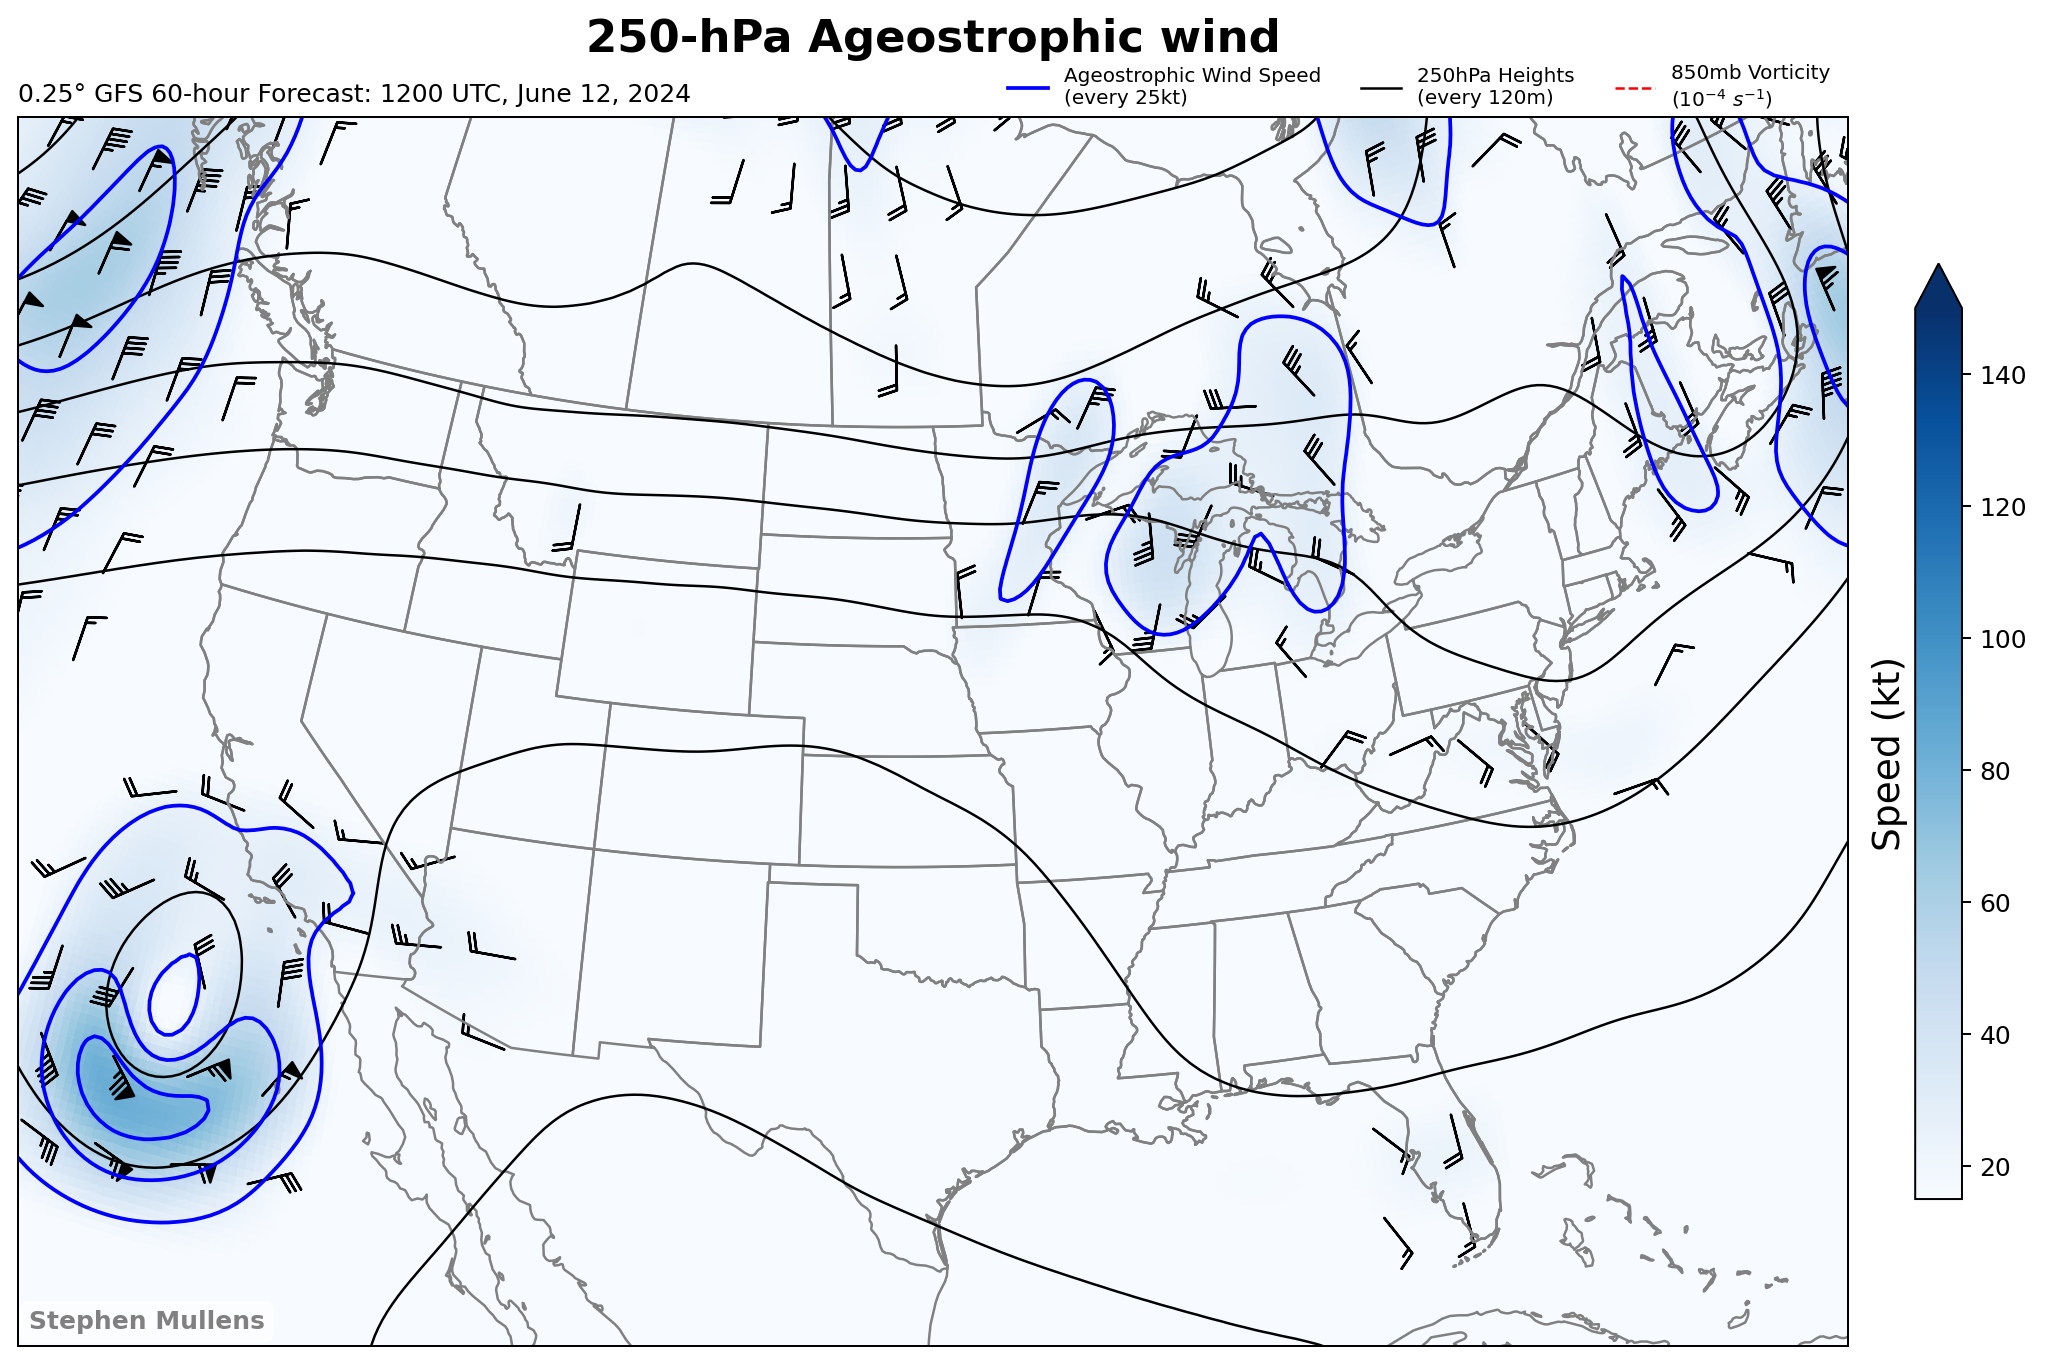 250-hPa Ageostrophic wind
0.25° GFS 60-hour Forecast: 1200 UTC, June 12, 2024
Ageostrophic Wind Speed
(every 25kt)
250hPa Heights
(every 120m)
850mb Vorticity
(10⁻⁴ s⁻¹)
140
120
100
80
60
40
20
Speed (kt)
Stephen Mullens